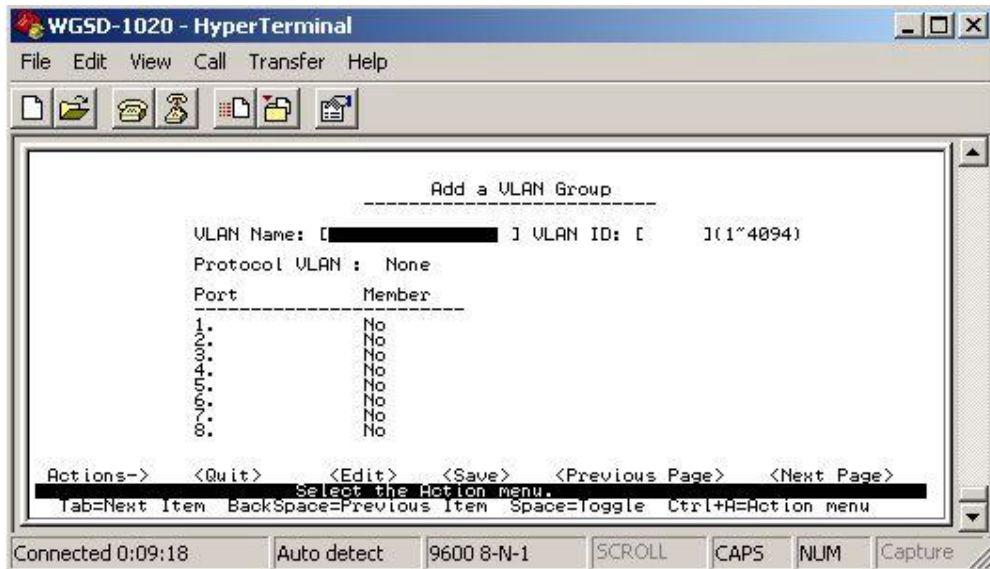 WGSD-1020 - HyperTerminal
File Edit View Call Transfer Help
Add a VLAN Group
----------------------------
VLAN Name: [ ] VLAN ID: [ ](1~4094)
Protocol VLAN : None
Port Member
--------------------------
1. No
2. No
3. No
4. No
5. No
6. No
7. No
8. No
Actions-> <Quit> <Edit> <Save> <Previous Page> <Next Page>
Select the Action menu.
Tab=Next Item BackSpace=Previous Item Space=Toggle Ctrl+A=Action menu
Connected 0:09:18 Auto detect 9600 8-N-1 SCROLL CAPS NUM Capture